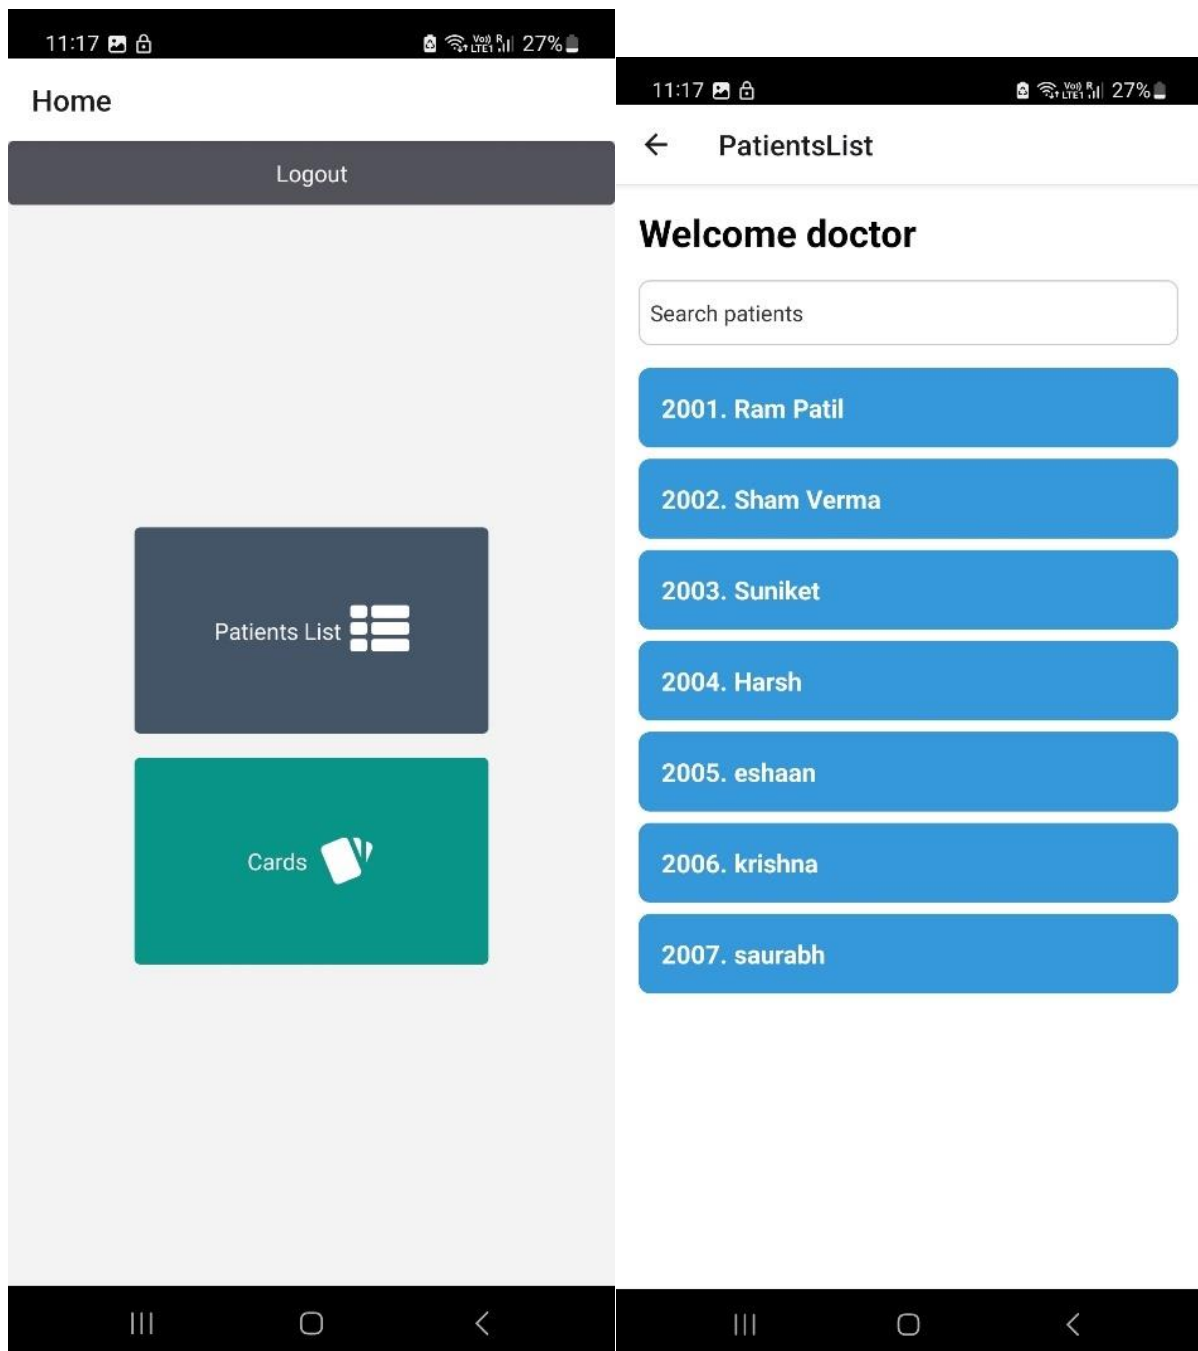 11:17 27%
Home
Logout
Patients List
Cards
11:17 27%
PatientsList
Welcome doctor
Search patients
2001. Ram Patil
2002. Sham Verma
2003. Suniket
2004. Harsh
2005. eshaan
2006. krishna
2007. saurabh